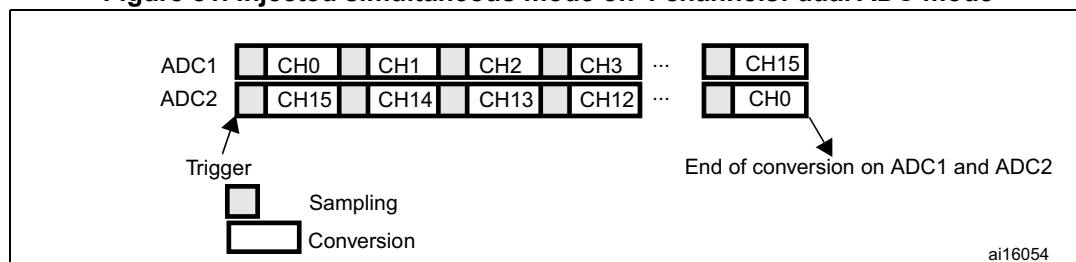 Figure 51. Injected simultaneous mode on 4 channels: dual ADC mode
ADC1 CH0 CH1 CH2 CH3 ... CH15
ADC2 CH15 CH14 CH13 CH12 ... CH0
Trigger
End of conversion on ADC1 and ADC2
Sampling
Conversion
ai16054